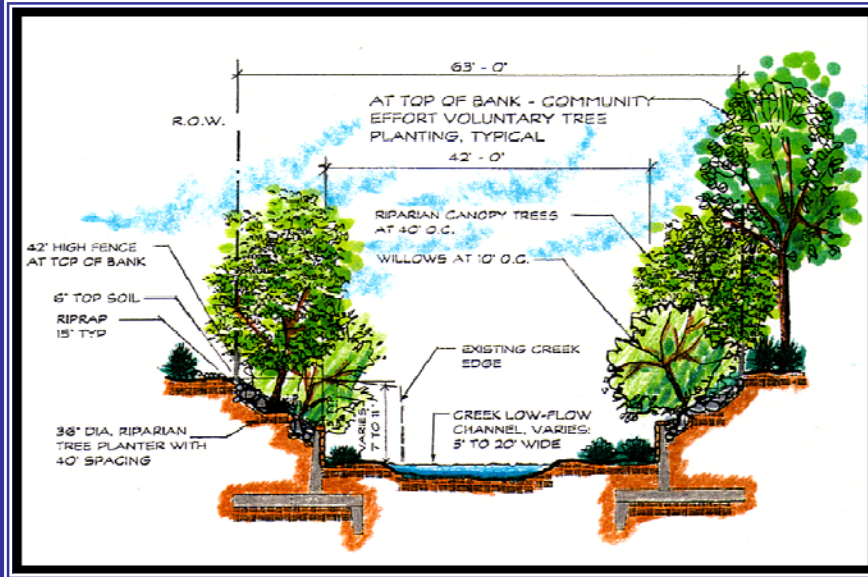 63' - 0"
R.O.W.
AT TOP OF BANK - COMMUNITY
EFFORT VOLUNTARY TREE
PLANTING, TYPICAL
42' - 0"
RIPARIAN CANOPY TREES
AT 40' O.C.
WILLOWS AT 10' O.C.
42" HIGH FENCE
AT TOP OF BANK
6" TOP SOIL
RIPRAP
15" TYP
EXISTING CREEK
EDGE
VARIES:
7' TO 11'
CREEK LOW-FLOW
CHANNEL, VARIES:
5' TO 20' WIDE
36" DIA. RIPARIAN
TREE PLANTER WITH
40' SPACING